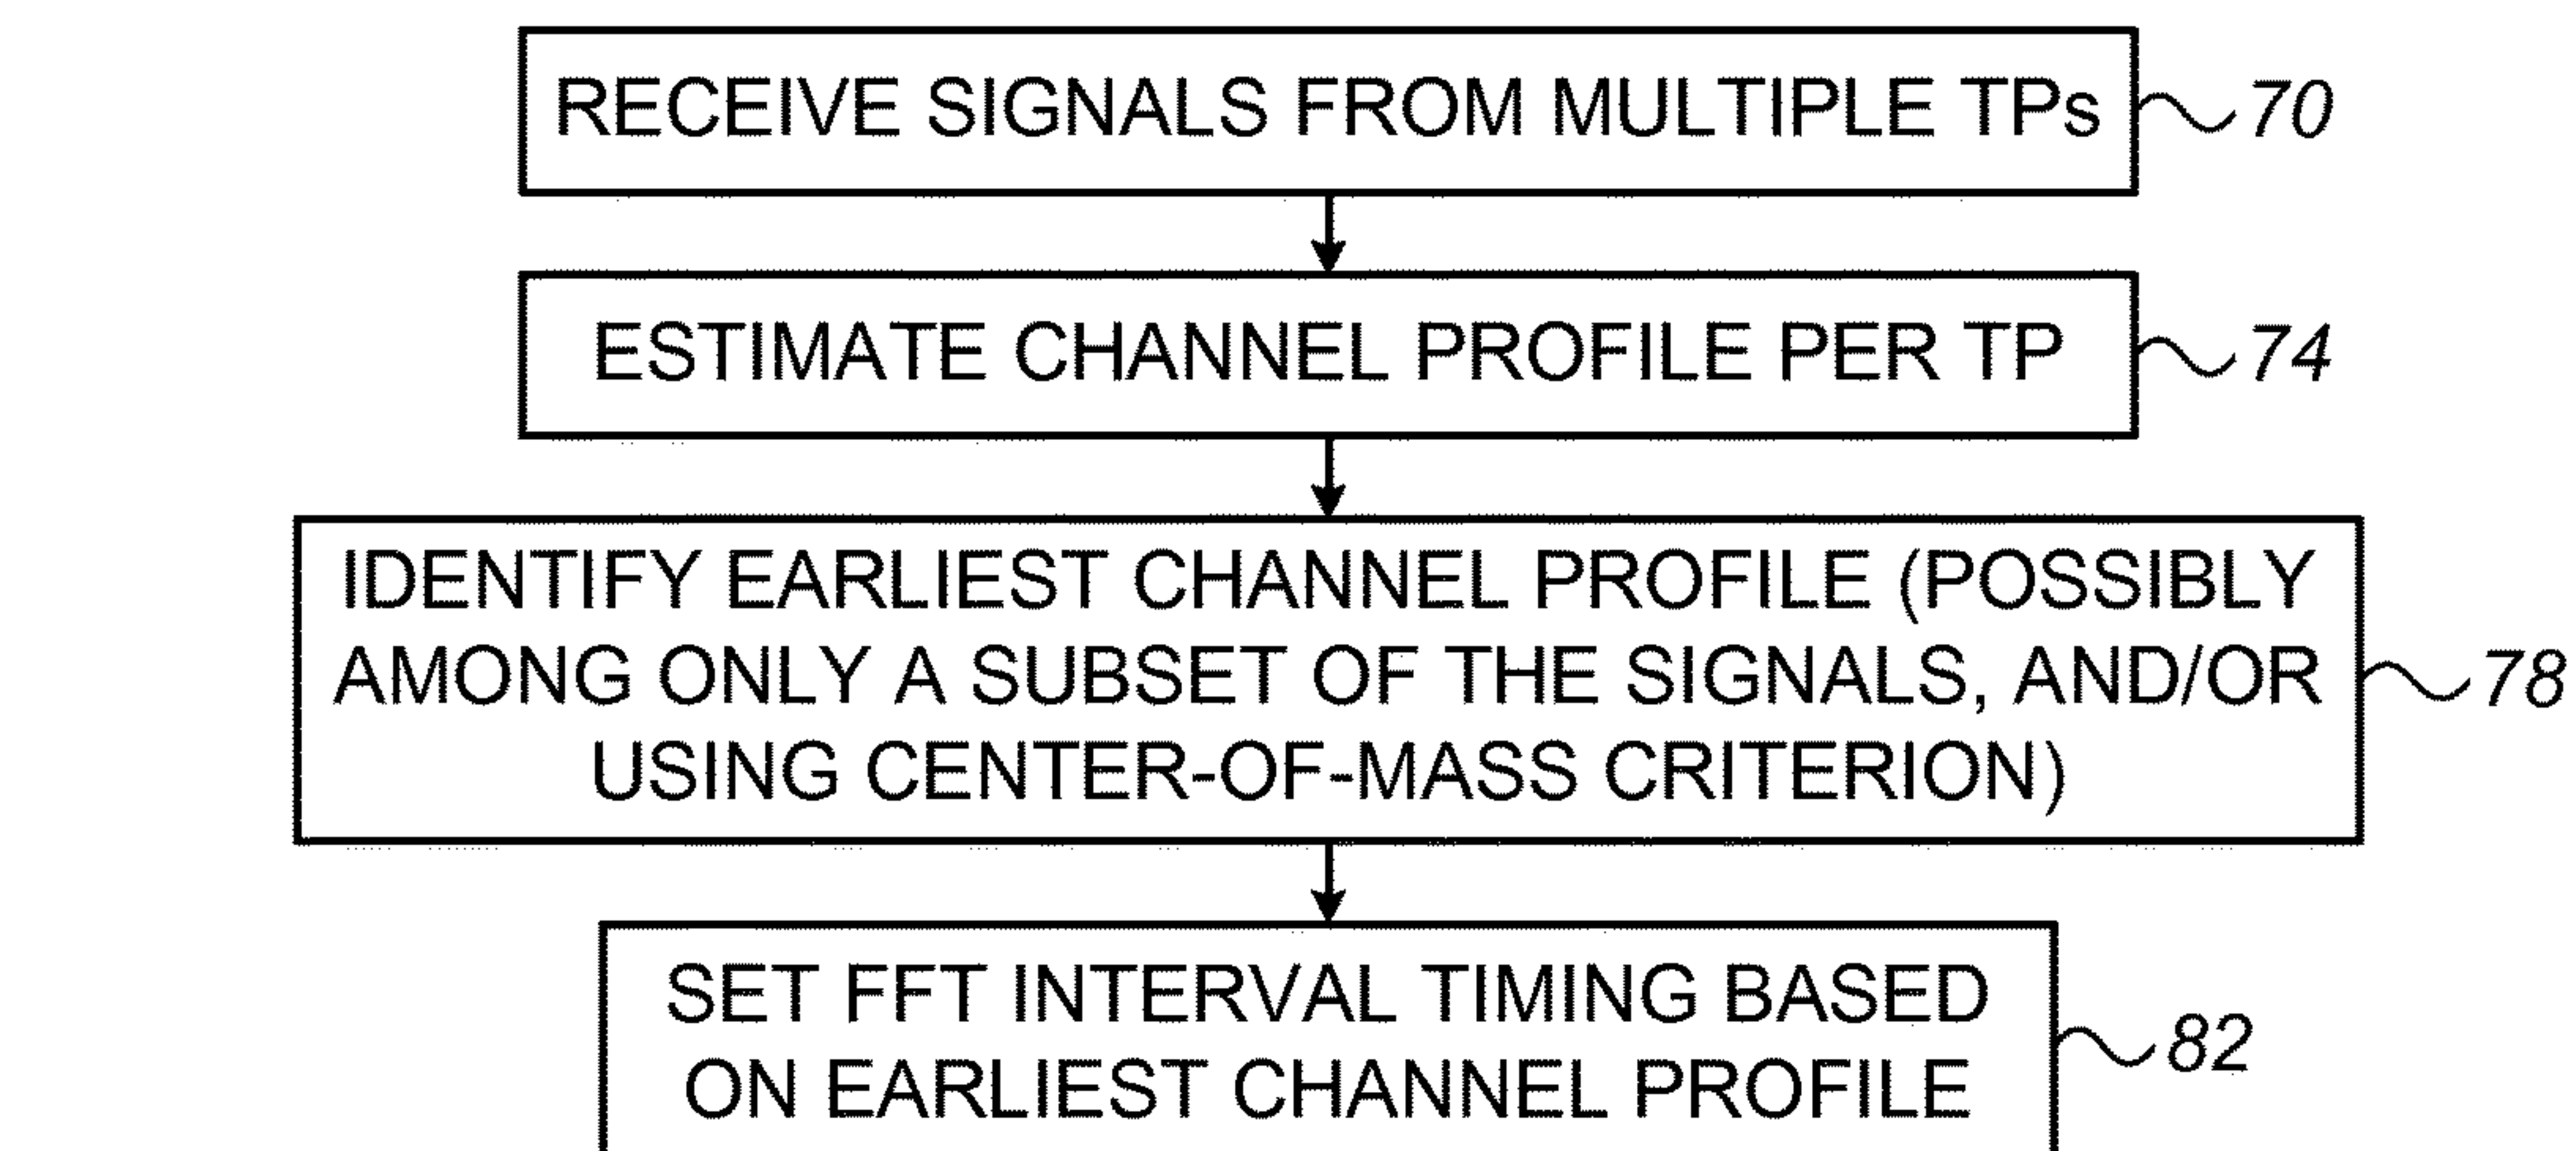 RECEIVE SIGNALS FROM MULTIPLE TPs
70
ESTIMATE CHANNEL PROFILE PER TP
74
IDENTIFY EARLIEST CHANNEL PROFILE (POSSIBLY
AMONG ONLY A SUBSET OF THE SIGNALS, AND/OR
USING CENTER-OF-MASS CRITERION)
78
SET FFT INTERVAL TIMING BASED
ON EARLIEST CHANNEL PROFILE
82